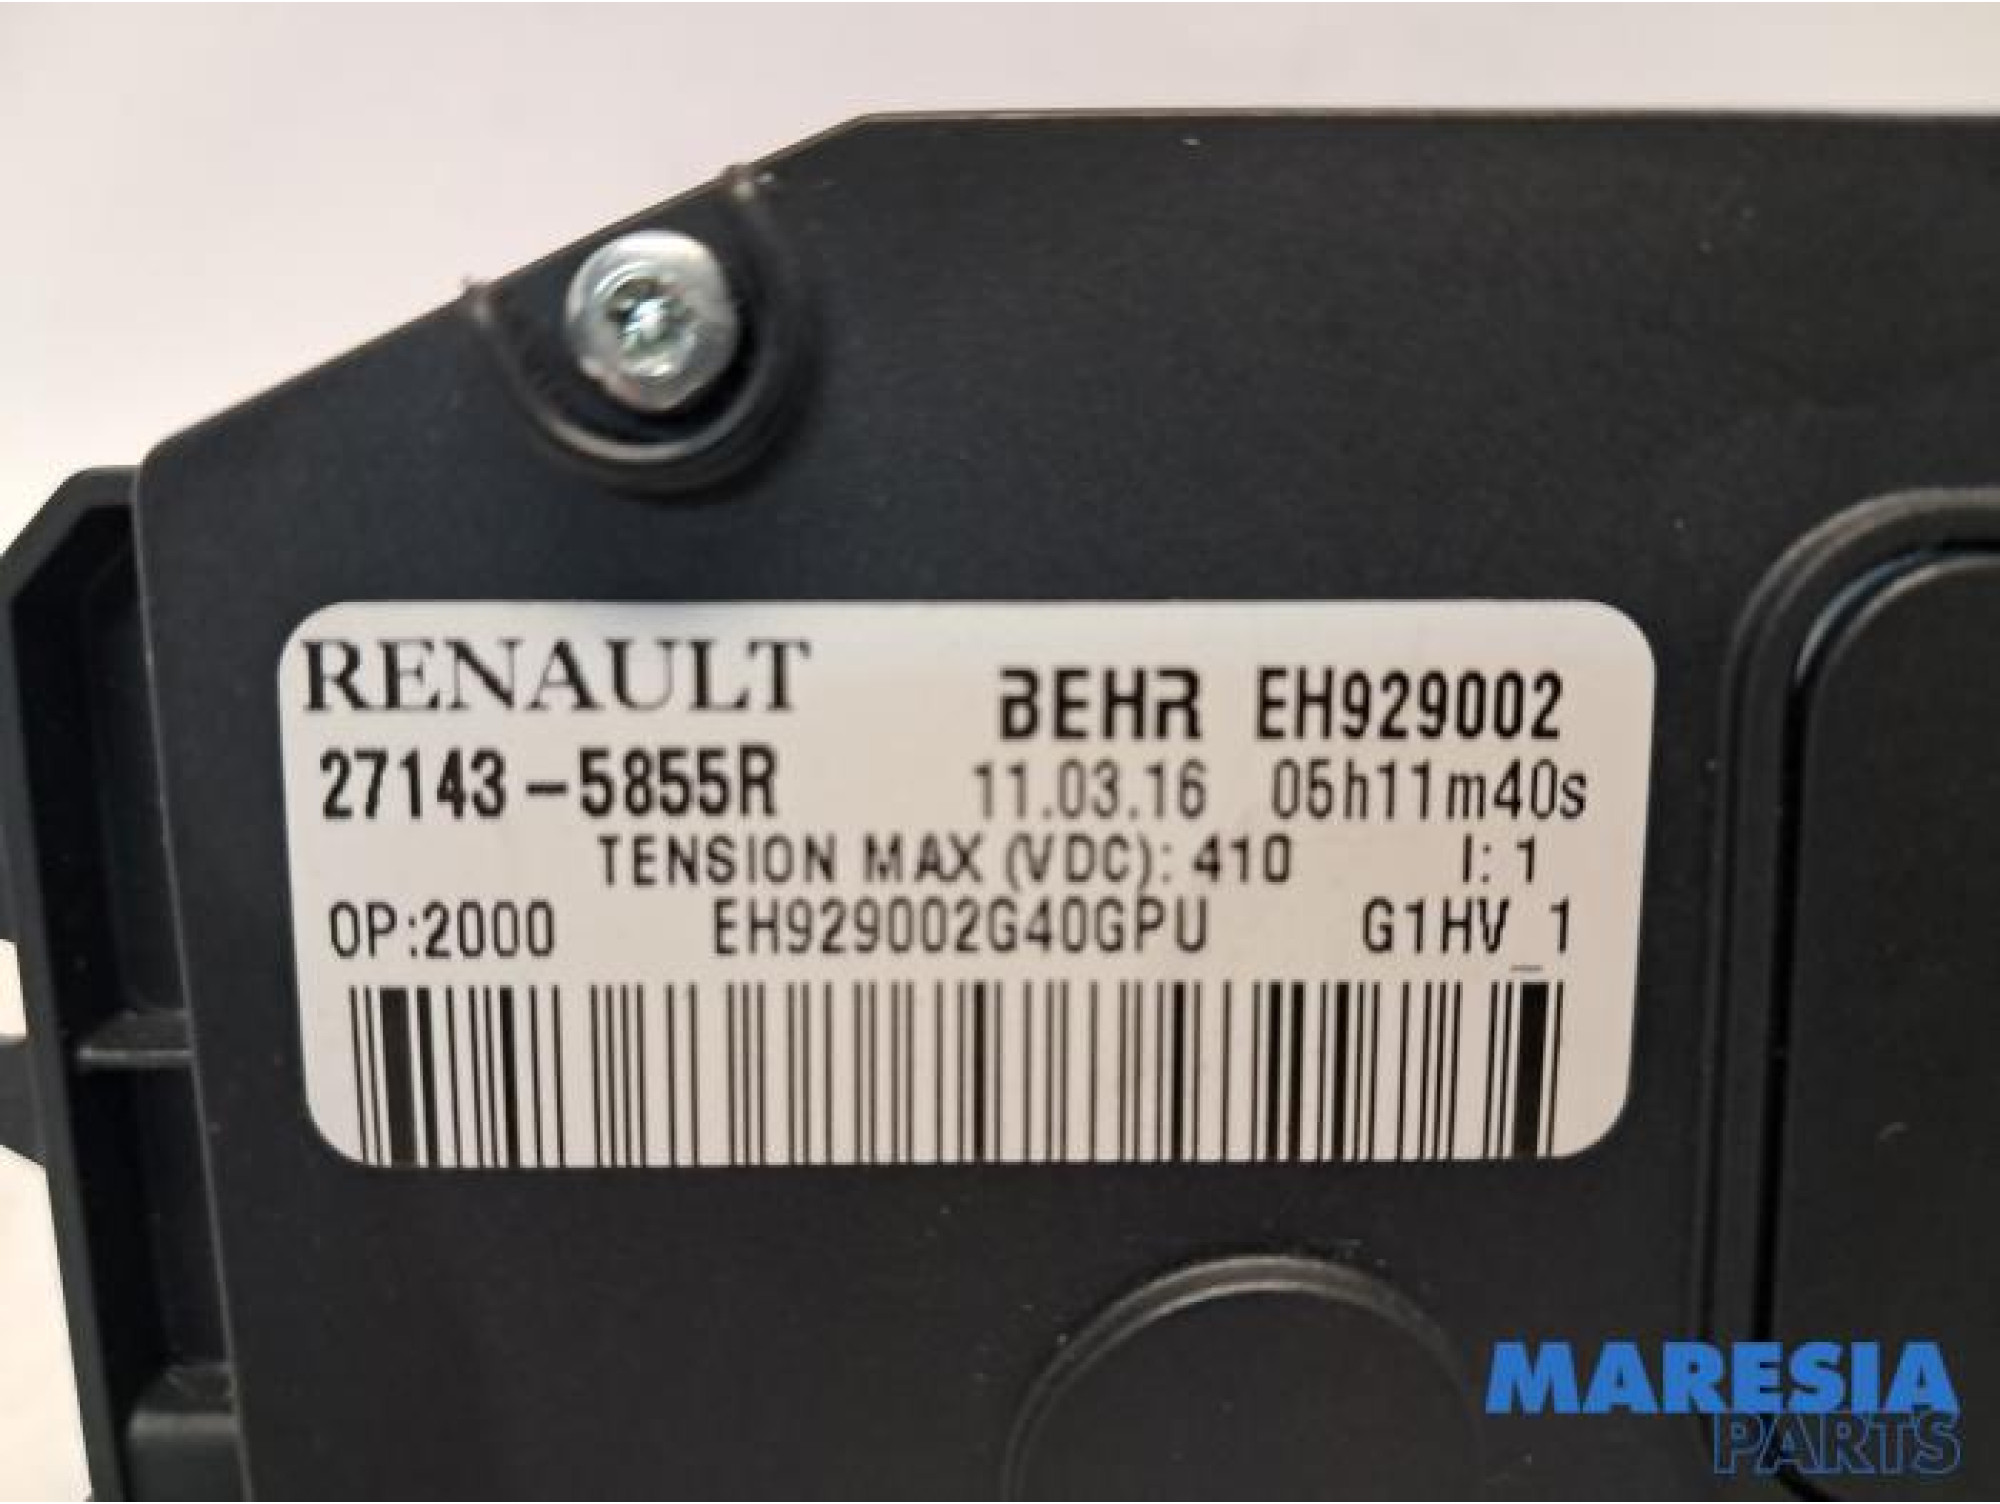 RENAULT
BEHR EH929002
27143-5855R 11.03.16 05h11m40s
TENSION MAX (VDC): 410 I: 1
OP:2000 EH929002G40GPU G1HV_1
MARESIA
PARTS